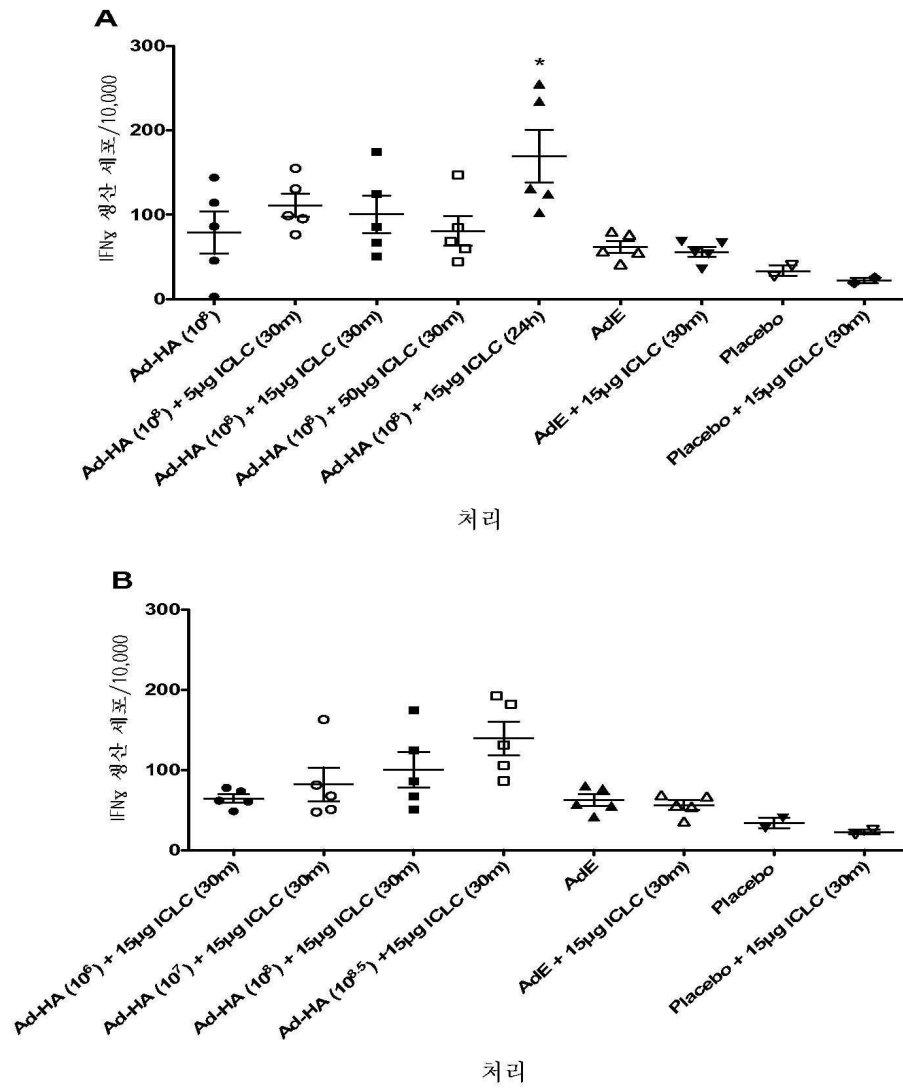 A
300
200
100
0
IFNɣ 생산 세포/10,000
*
Ad-HA (10⁸)
Ad-HA (10⁸) + 5µg ICLC (30m)
Ad-HA (10⁸) + 15µg ICLC (30m)
Ad-HA (10⁸) + 50µg ICLC (30m)
Ad-HA (10⁸) + 15µg ICLC (24h)
AdE
AdE + 15µg ICLC (30m)
Placebo
Placebo + 15µg ICLC (30m)
처리
B
300
200
100
0
IFNɣ 생산 세포/10,000
Ad-HA (10⁶) + 15µg ICLC (30m)
Ad-HA (10⁷) + 15µg ICLC (30m)
Ad-HA (10⁸) + 15µg ICLC (30m)
Ad-HA (10⁸·⁵) +15µg ICLC (30m)
AdE
AdE + 15µg ICLC (30m)
Placebo
Placebo + 15µg ICLC (30m)
처리